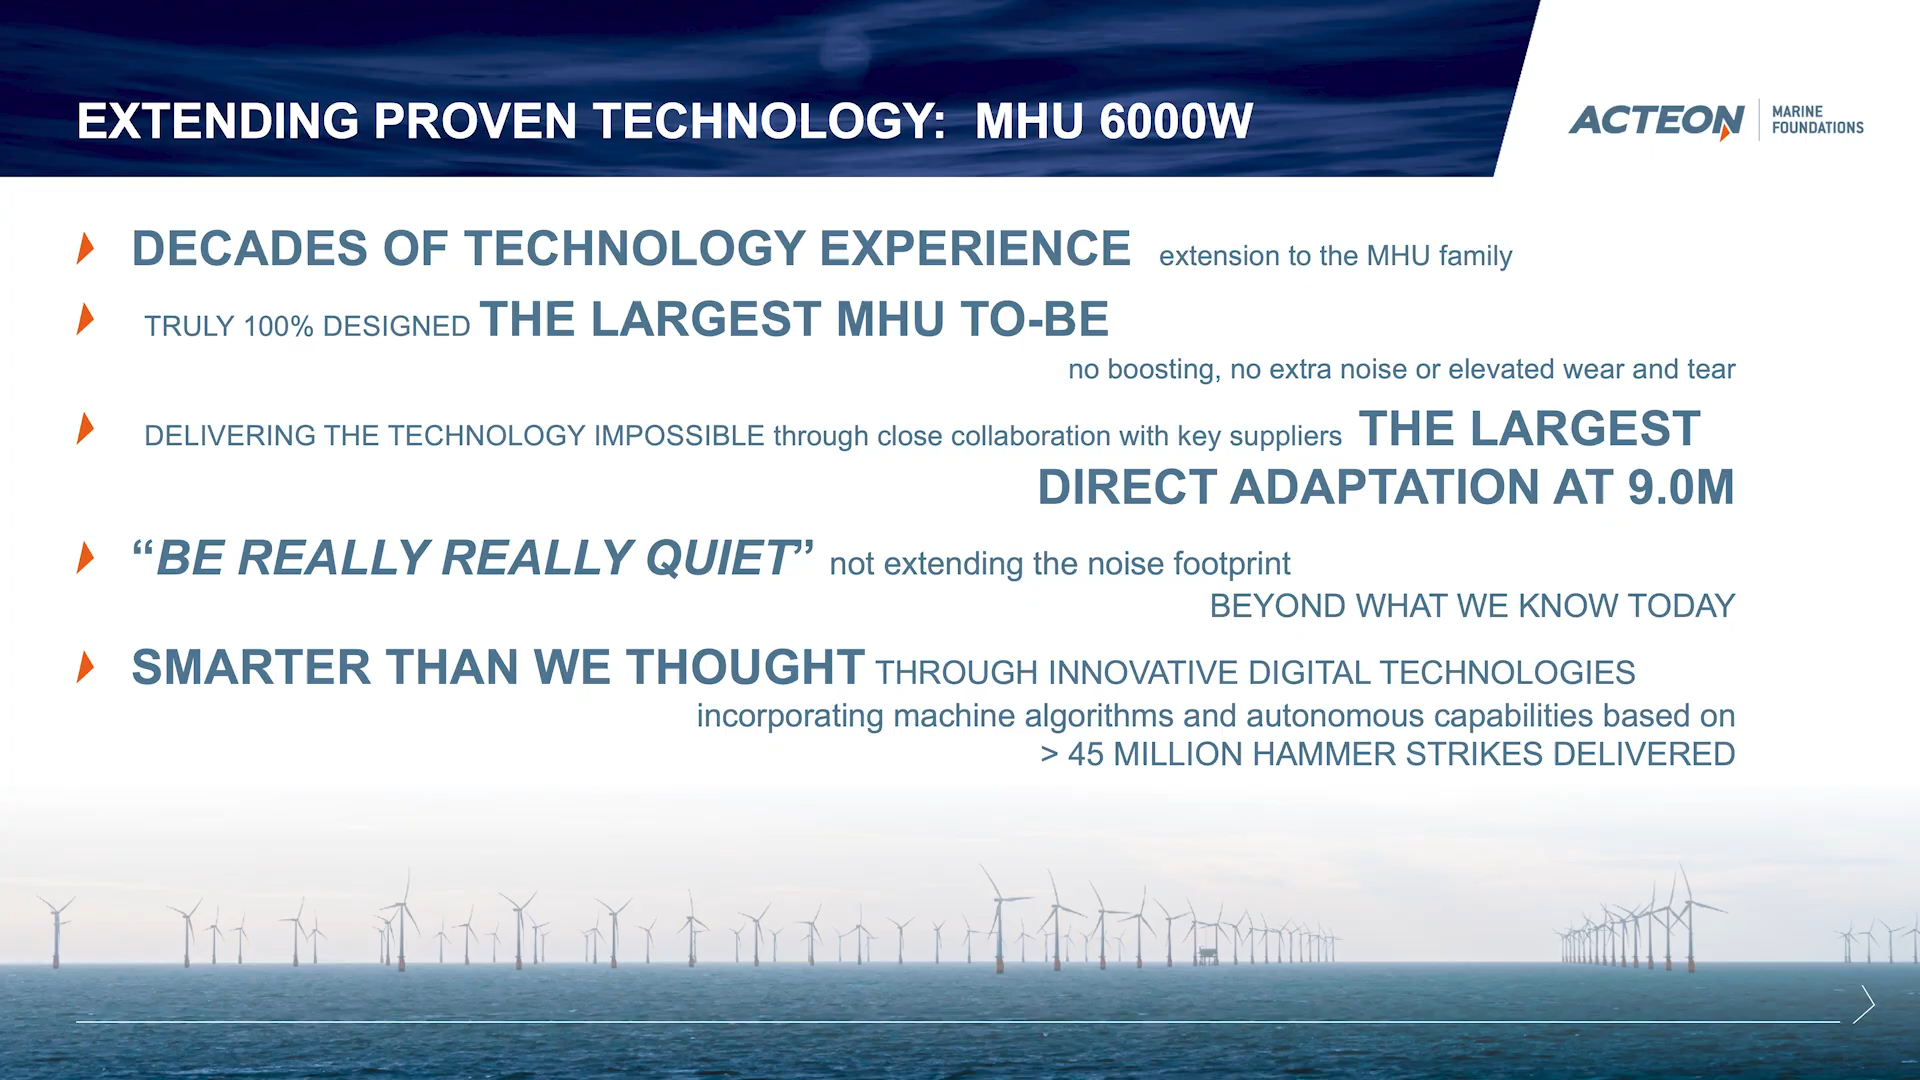 EXTENDING PROVEN TECHNOLOGY: MHU 6000W
ACTEON
MARINE
FOUNDATIONS
DECADES OF TECHNOLOGY EXPERIENCE extension to the MHU family
TRULY 100% DESIGNED THE LARGEST MHU TO-BE
no boosting, no extra noise or elevated wear and tear
DELIVERING THE TECHNOLOGY IMPOSSIBLE through close collaboration with key suppliers THE LARGEST
DIRECT ADAPTATION AT 9.0M
“BE REALLY REALLY QUIET” not extending the noise footprint
BEYOND WHAT WE KNOW TODAY
SMARTER THAN WE THOUGHT THROUGH INNOVATIVE DIGITAL TECHNOLOGIES
incorporating machine algorithms and autonomous capabilities based on
> 45 MILLION HAMMER STRIKES DELIVERED